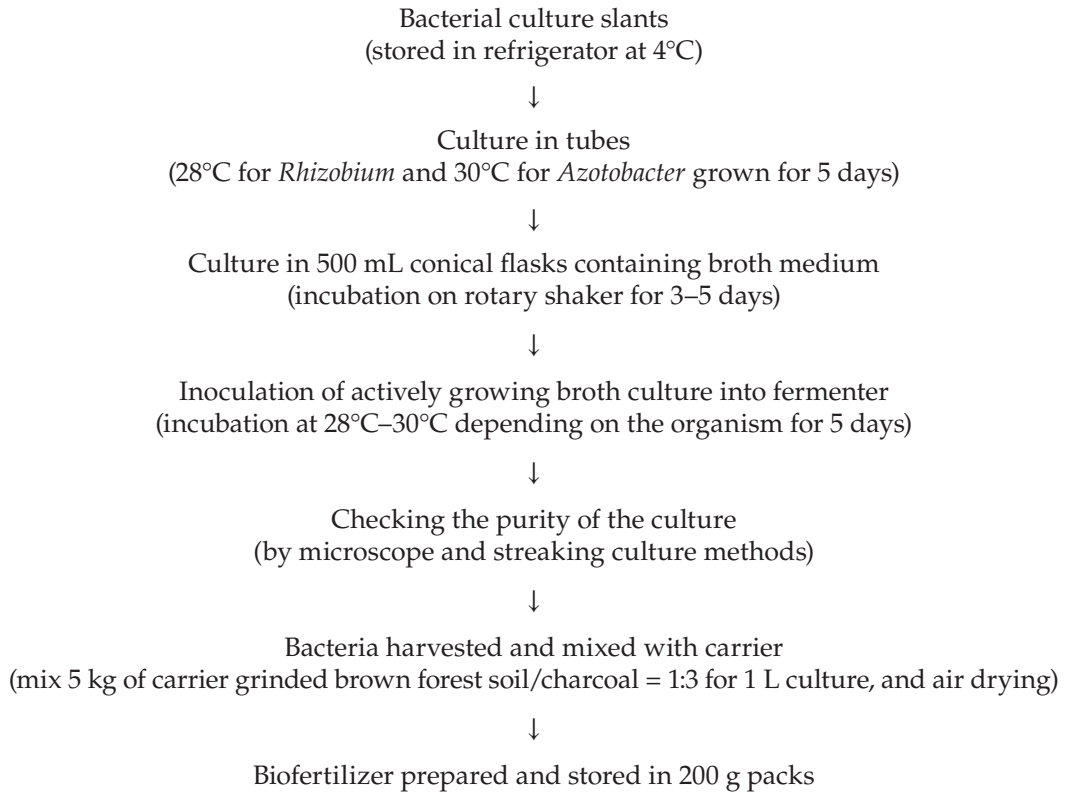 Bacterial culture slants
(stored in refrigerator at 4°C)
↓
Culture in tubes
(28°C for Rhizobium and 30°C for Azotobacter grown for 5 days)
↓
Culture in 500 mL conical flasks containing broth medium
(incubation on rotary shaker for 3–5 days)
↓
Inoculation of actively growing broth culture into fermenter
(incubation at 28°C–30°C depending on the organism for 5 days)
↓
Checking the purity of the culture
(by microscope and streaking culture methods)
↓
Bacteria harvested and mixed with carrier
(mix 5 kg of carrier grinded brown forest soil/charcoal = 1:3 for 1 L culture, and air drying)
↓
Biofertilizer prepared and stored in 200 g packs